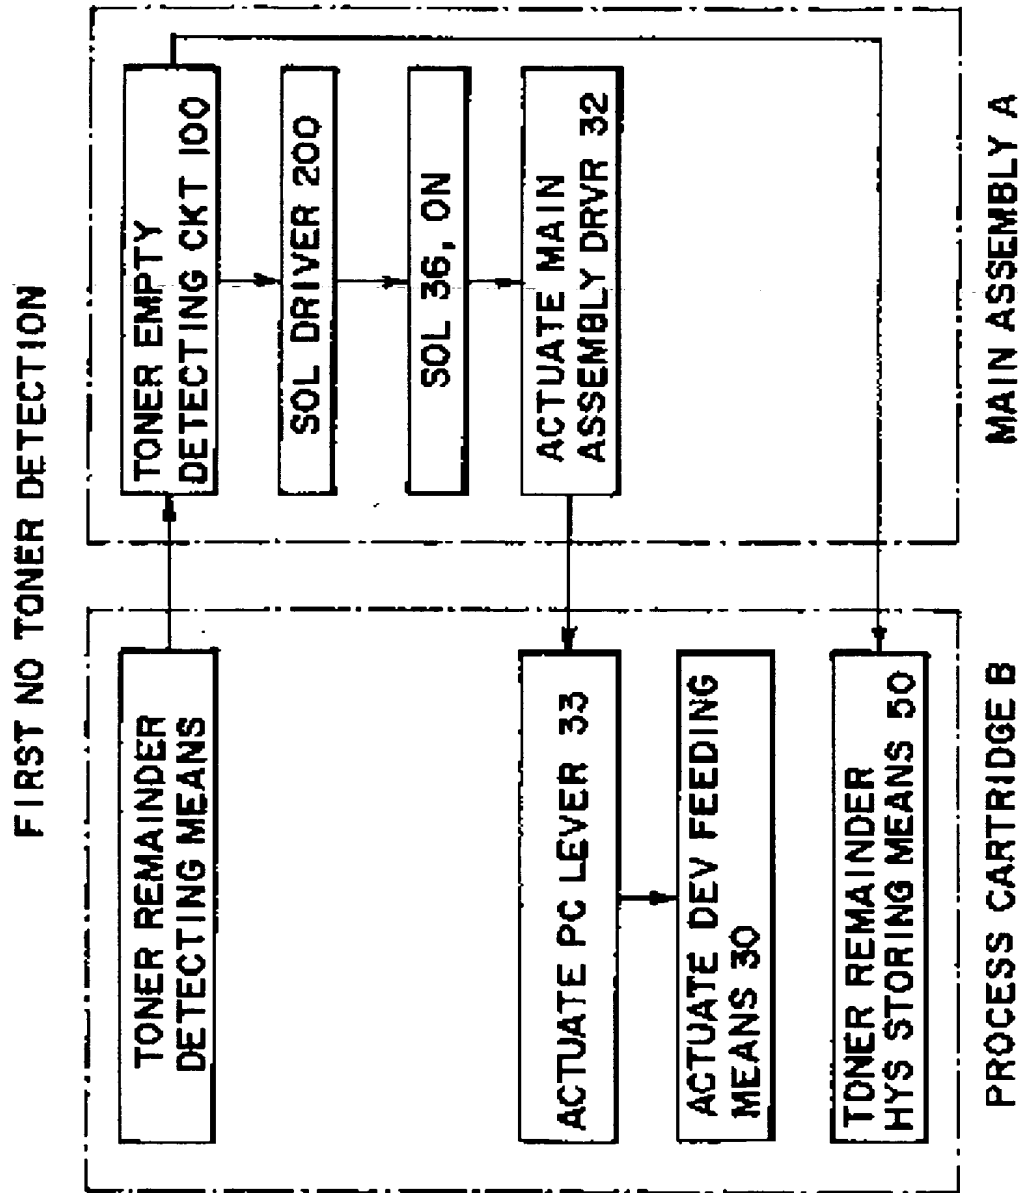 FIRST NO TONER DETECTION
TONER REMAINDER
DETECTING MEANS
ACTUATE PC LEVER 33
ACTUATE DEV FEEDING
MEANS 30
TONER REMAINDER
HYS STORING MEANS 50
PROCESS CARTRIDGE B
TONER EMPTY
DETECTING CKT 100
SOL DRIVER 200
SOL 36, ON
ACTUATE MAIN
ASSEMBLY DRVR 32
MAIN ASSEMBLY A